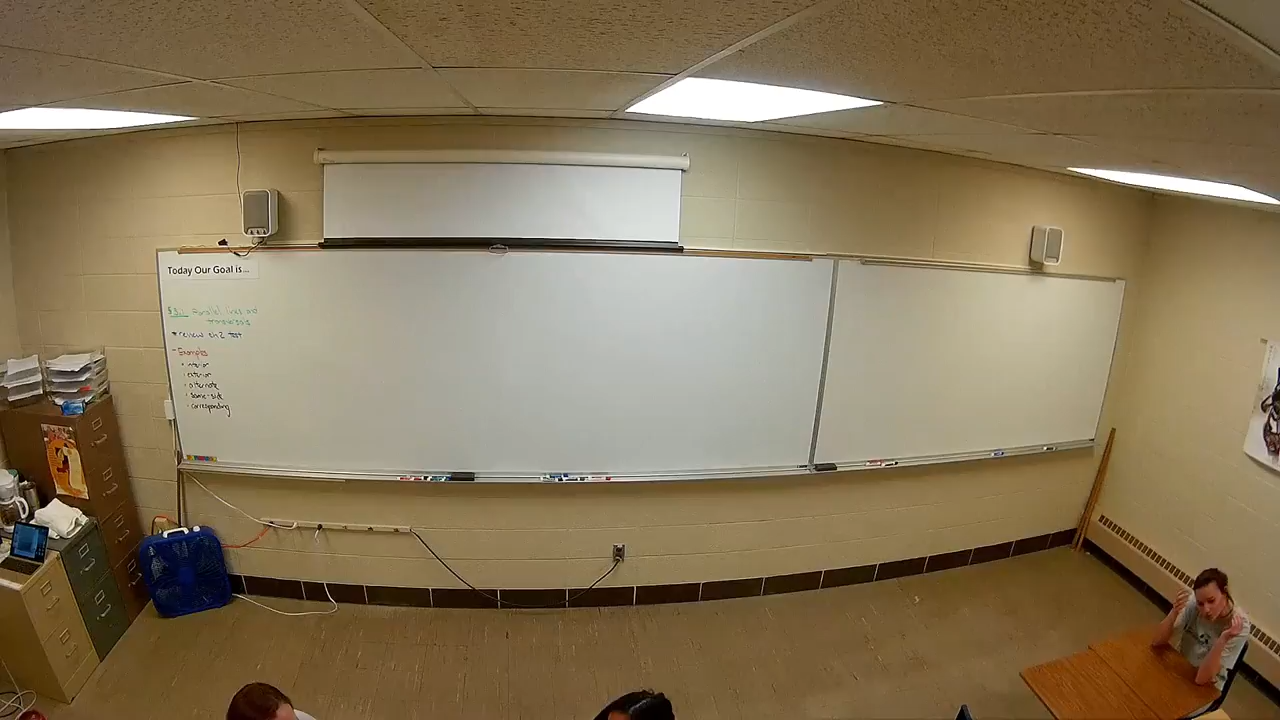 Today Our Goal is...
§ 3.1 Parallel lines and
transversals
* review ch 2 test
- Examples
• interior
• exterior
• alternate
• same-side
• corresponding